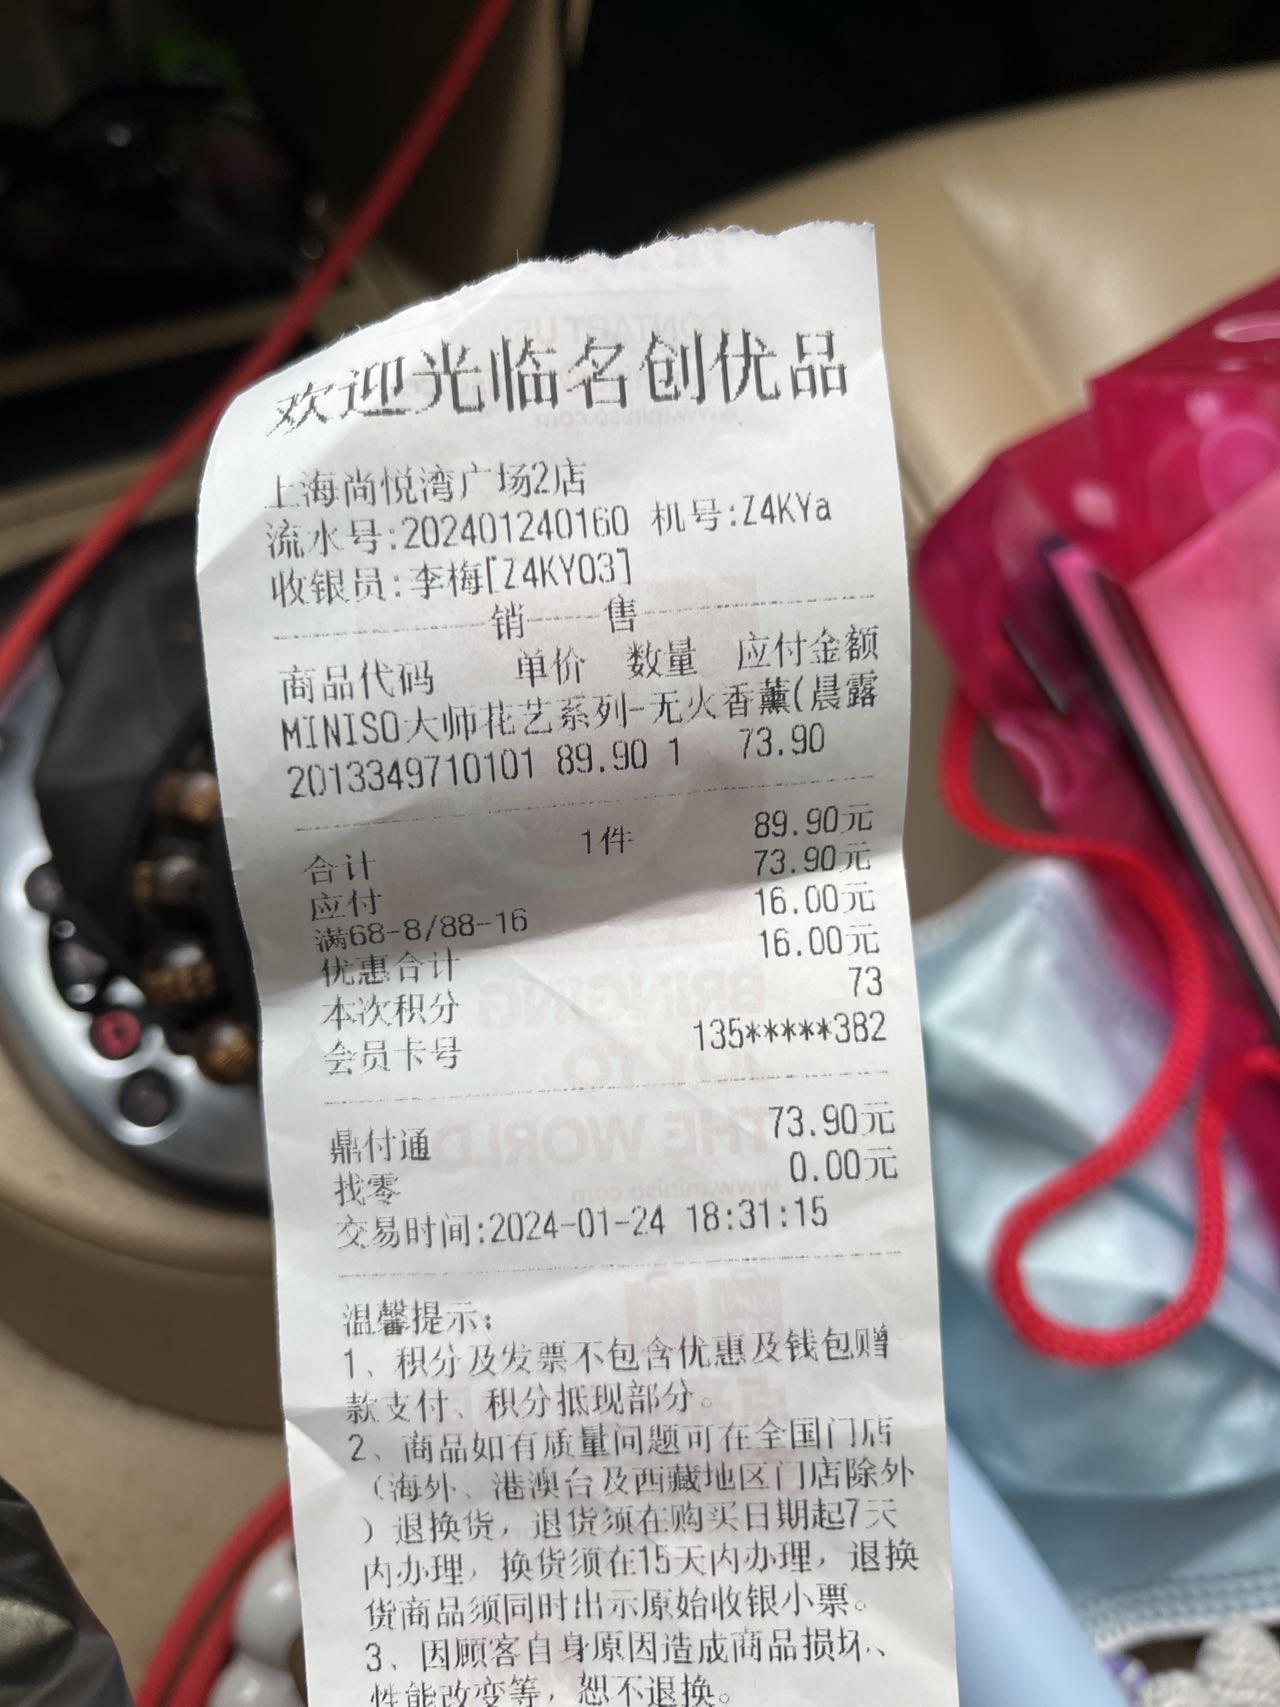 欢迎光临名创优品
上海尚悦湾广场2店
流水号:202401240160 机号:Z4KYa
收银员:李梅[Z4KY03]
销----售
商品代码 单价 数量 应付金额
MINISO大师花艺系列-无火香薰(晨露
2013349710101 89.90 1 73.90
合计 1件 89.90元
应付 73.90元
满68-8/88-16 16.00元
优惠合计 16.00元
本次积分 73
会员卡号 135*****382
鼎付通 73.90元
找零 0.00元
交易时间:2024-01-24 18:31:15
温馨提示:
1、积分及发票不包含优惠及钱包赠
款支付、积分抵现部分。
2、商品如有质量问题可在全国门店
(海外、港澳台及西藏地区门店除外
)退换货,退货须在购买日期起7天
内办理,换货须在15天内办理,退换
货商品须同时出示原始收银小票。
3、因顾客自身原因造成商品损坏、
性能改变等,恕不退换。
BRINGING
JOY TO
THE WORLD
www.miniso.com